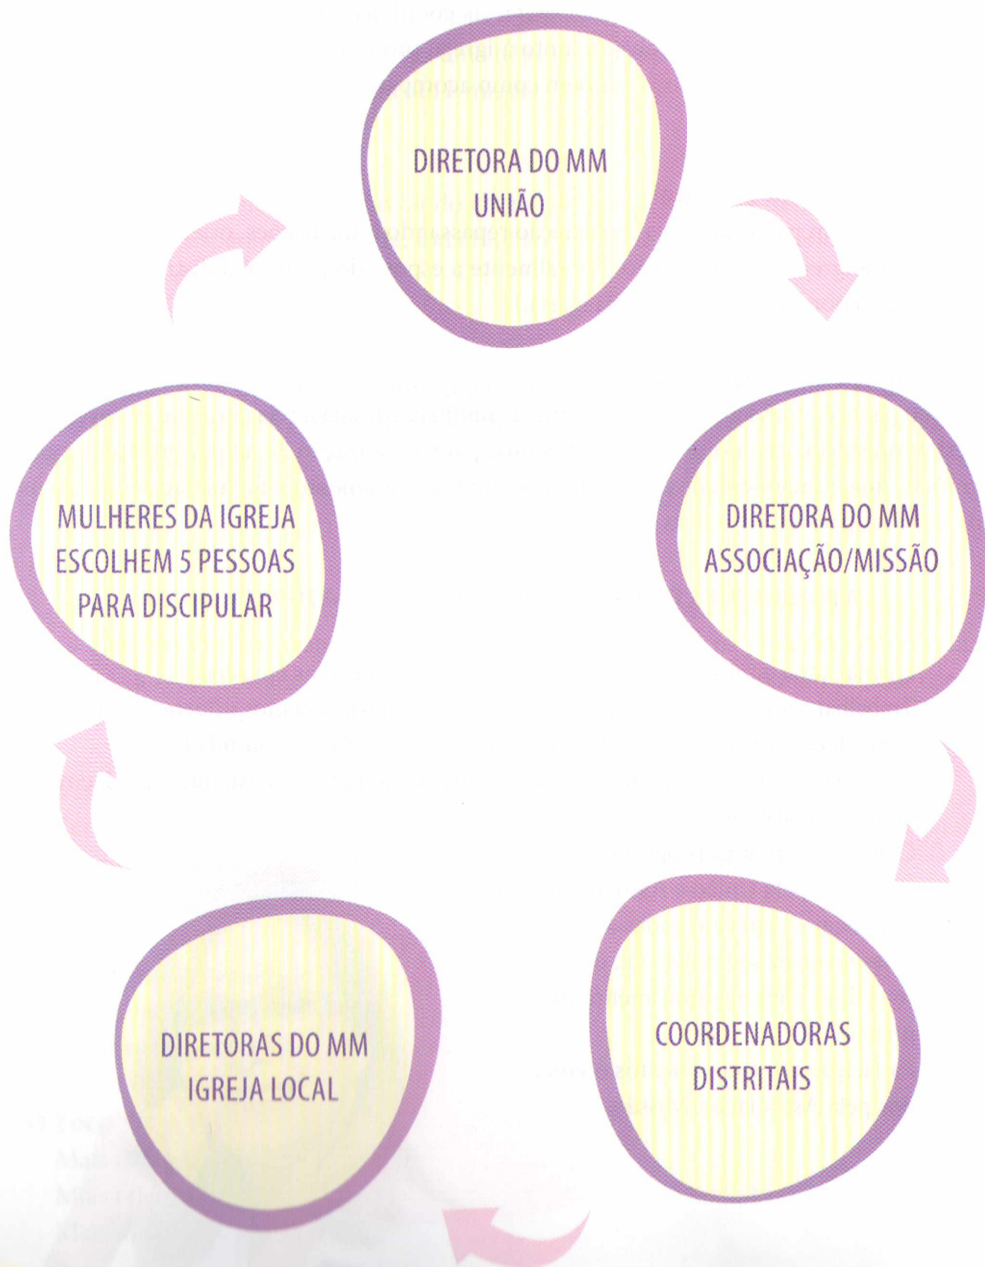 DIRETORA DO MM
UNIÃO
DIRETORA DO MM
ASSOCIAÇÃO/MISSÃO
COORDENADORAS
DISTRITAIS
DIRETORAS DO MM
IGREJA LOCAL
MULHERES DA IGREJA
ESCOLHEM 5 PESSOAS
PARA DISCIPULAR